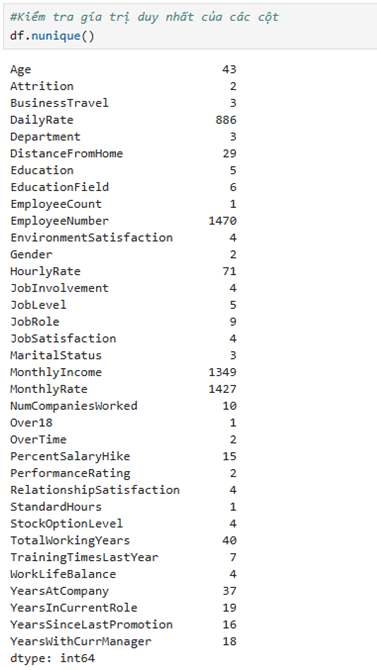 #Kiểm tra gía trị duy nhất của các cột
df.nunique()
Age 43
Attrition 2
BusinessTravel 3
DailyRate 886
Department 3
DistanceFromHome 29
Education 5
EducationField 6
EmployeeCount 1
EmployeeNumber 1470
EnvironmentSatisfaction 4
Gender 2
HourlyRate 71
JobInvolvement 4
JobLevel 5
JobRole 9
JobSatisfaction 4
MaritalStatus 3
MonthlyIncome 1349
MonthlyRate 1427
NumCompaniesWorked 10
Over18 1
OverTime 2
PercentSalaryHike 15
PerformanceRating 2
RelationshipSatisfaction 4
StandardHours 1
StockOptionLevel 4
TotalWorkingYears 40
TrainingTimesLastYear 7
WorkLifeBalance 4
YearsAtCompany 37
YearsInCurrentRole 19
YearsSinceLastPromotion 16
YearsWithCurrManager 18
dtype: int64